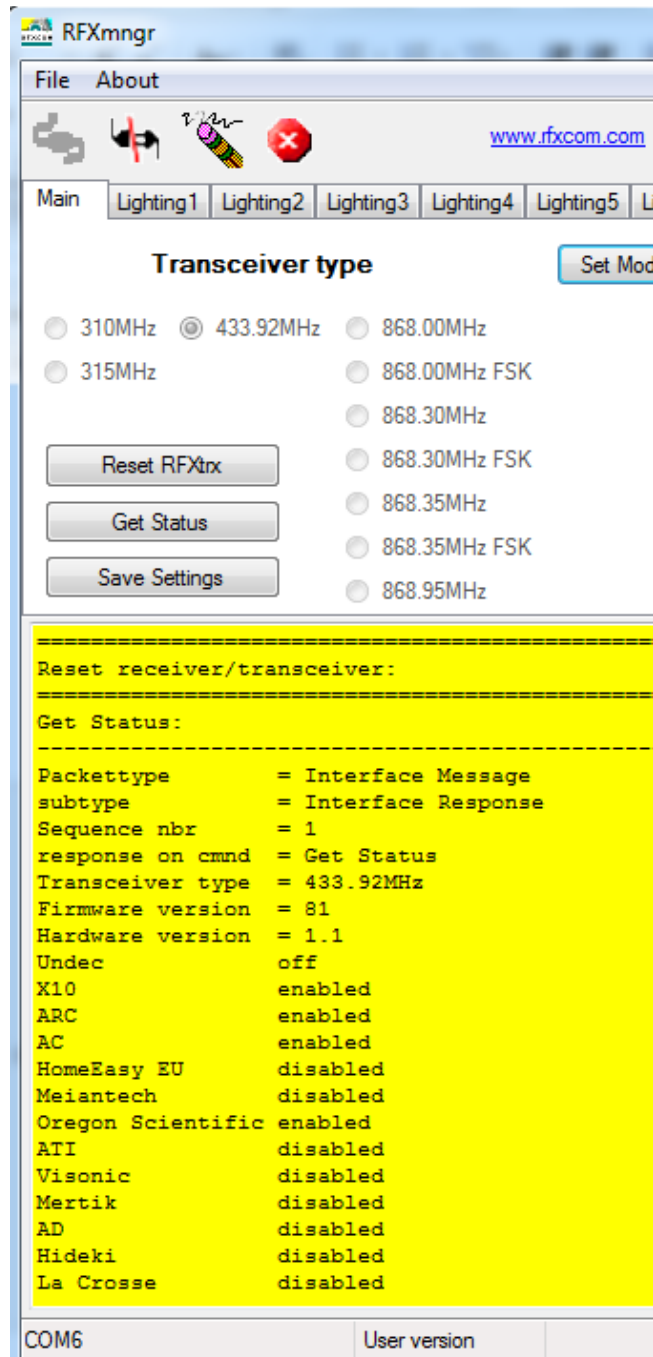 RFXmngr
File About
www.rfxcom.com
Main Lighting1 Lighting2 Lighting3 Lighting4 Lighting5
Transceiver type Set Mod
310MHz 433.92MHz 868.00MHz
315MHz 868.00MHz FSK
868.30MHz
Reset RFXtrx 868.30MHz FSK
868.35MHz
Get Status
868.35MHz FSK
Save Settings
868.95MHz
==============================================
Reset receiver/transceiver:
==============================================
Get Status:
----------------------------------------------
Packettype = Interface Message
subtype = Interface Response
Sequence nbr = 1
response on cmnd = Get Status
Transceiver type = 433.92MHz
Firmware version = 81
Hardware version = 1.1
Undec off
X10 enabled
ARC enabled
AC enabled
HomeEasy EU disabled
Meiantech disabled
Oregon Scientific enabled
ATI disabled
Visonic disabled
Mertik disabled
AD disabled
Hideki disabled
La Crosse disabled
COM6 User version